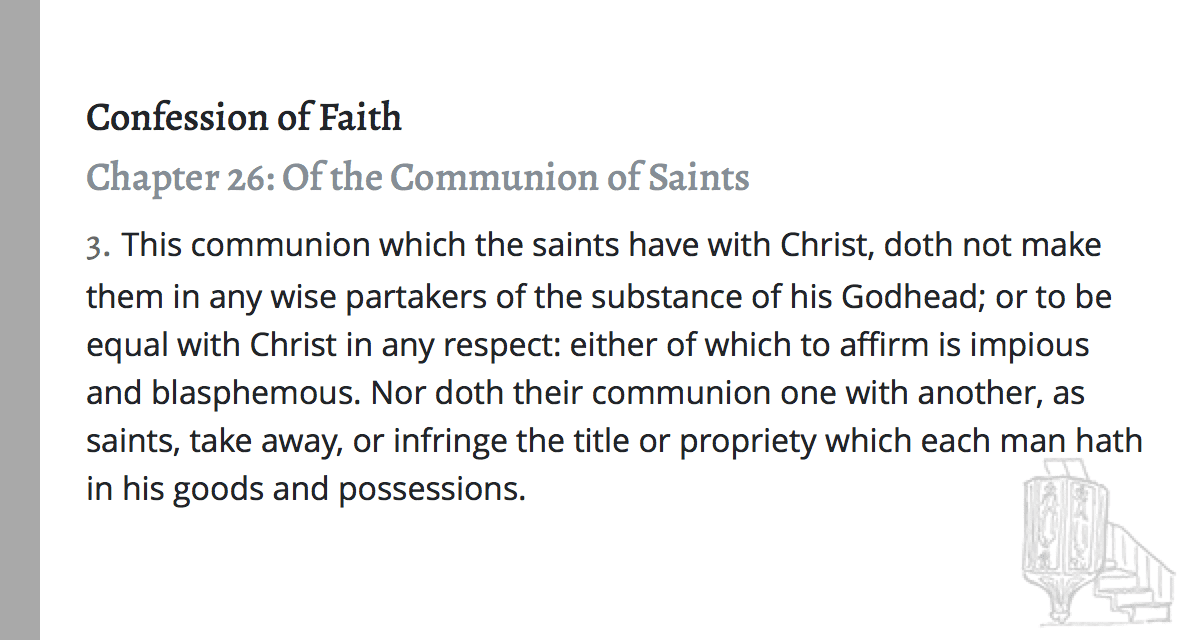 Confession of Faith
Chapter 26: Of the Communion of Saints
3. This communion which the saints have with Christ, doth not make
them in any wise partakers of the substance of his Godhead; or to be
equal with Christ in any respect: either of which to affirm is impious
and blasphemous. Nor doth their communion one with another, as
saints, take away, or infringe the title or propriety which each man hath
in his goods and possessions.